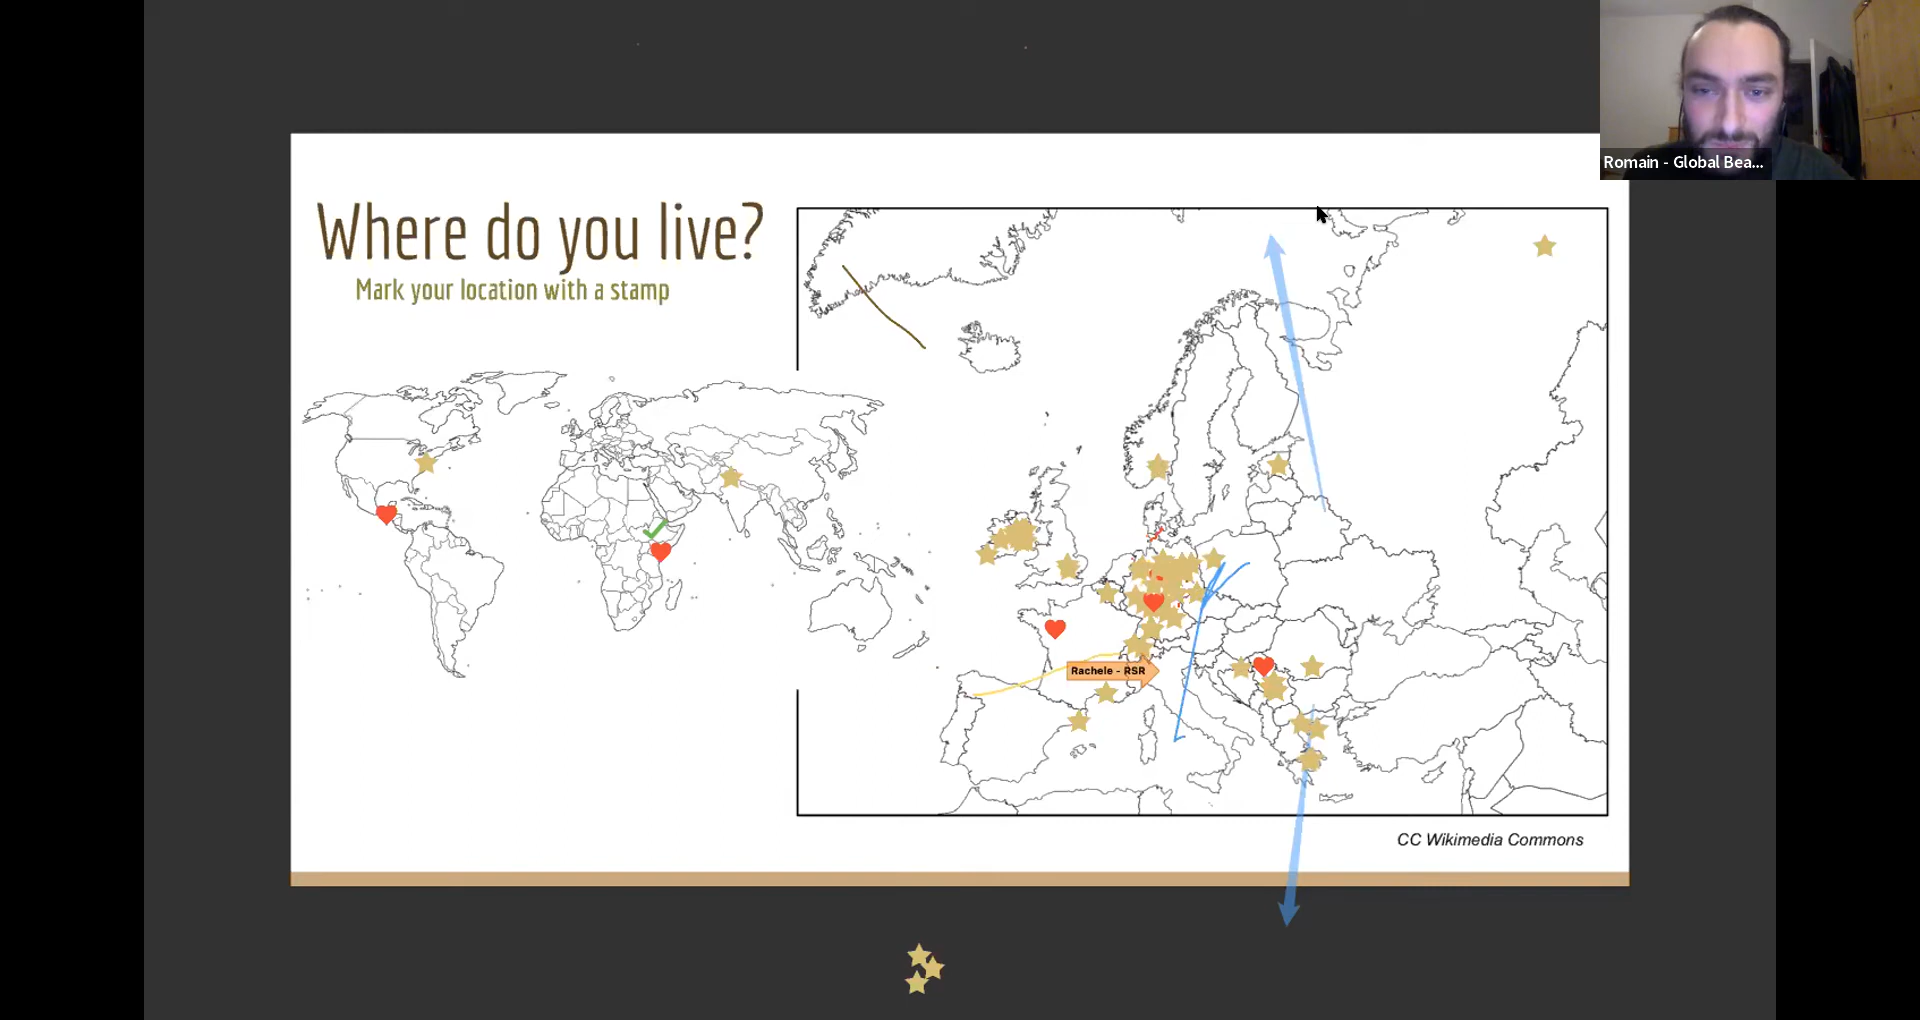 Romain - Global Bea...
Where do you live?
Mark your location with a stamp
Rachele - RSR
CC Wikimedia Commons